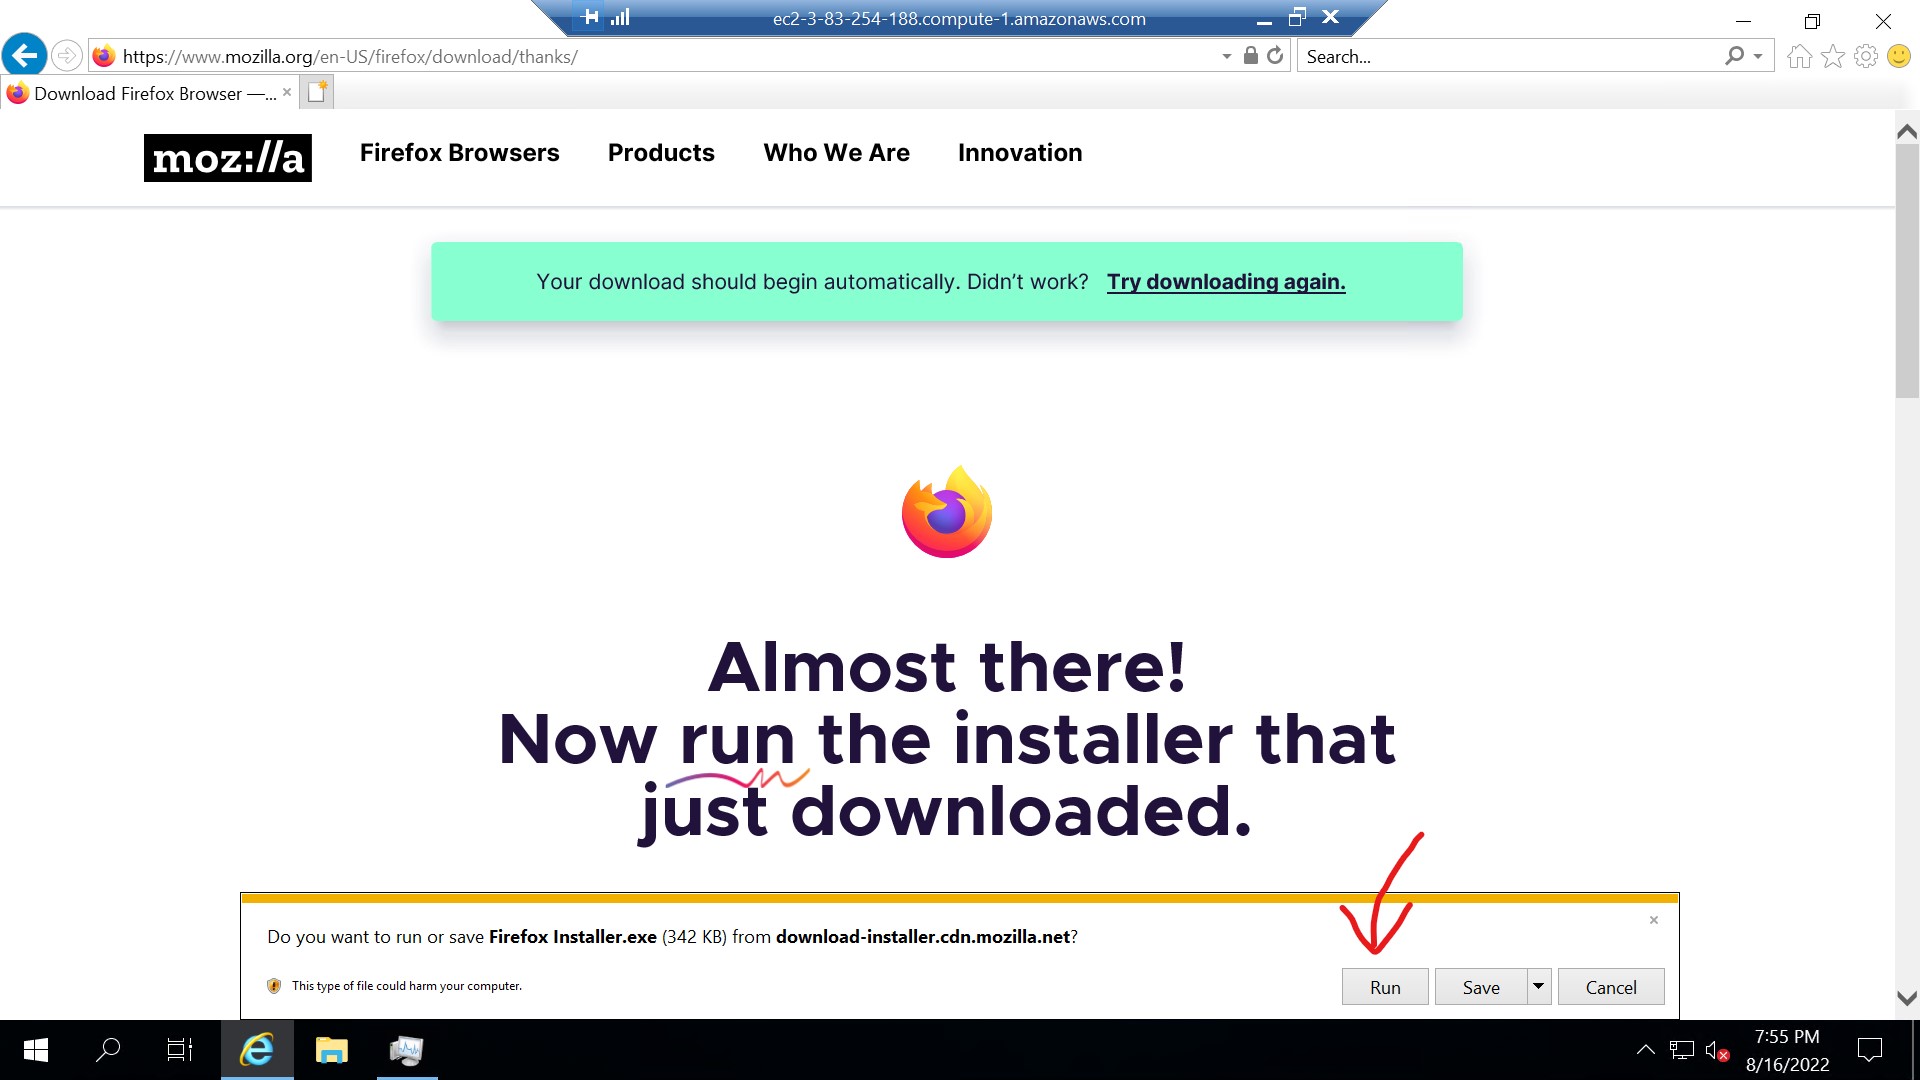 ec2-3-83-254-188.compute-1.amazonaws.com
https://www.mozilla.org/en-US/firefox/download/thanks/
Search...
Download Firefox Browser —...
moz://a
Firefox Browsers
Products
Who We Are
Innovation
Your download should begin automatically. Didn’t work? Try downloading again.
Almost there!
Now run the installer that
just downloaded.
Do you want to run or save Firefox Installer.exe (342 KB) from download-installer.cdn.mozilla.net?
This type of file could harm your computer.
Run
Save
Cancel
7:55 PM
8/16/2022